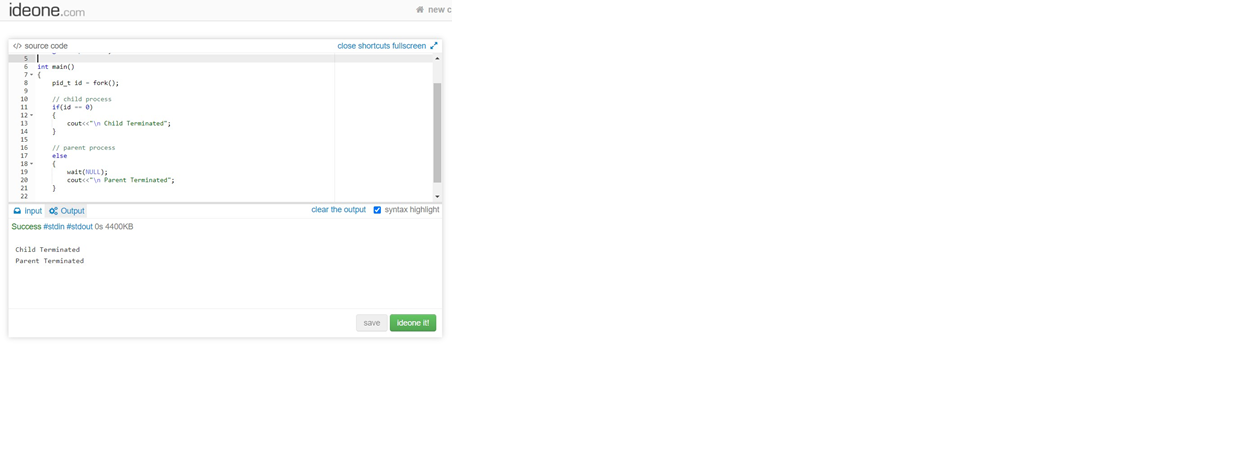 ideone.com
new c
</> source code
close shortcuts fullscreen
5
6 int main()
7 {
8 pid_t id = fork();
9
10 // child process
11 if(id == 0)
12 {
13 cout<<"\n Child Terminated";
14 }
15
16 // parent process
17 else
18 {
19 wait(NULL);
20 cout<<"\n Parent Terminated";
21 }
22
input Output
clear the output syntax highlight
Success #stdin #stdout 0s 4400KB
Child Terminated
Parent Terminated
save ideone it!